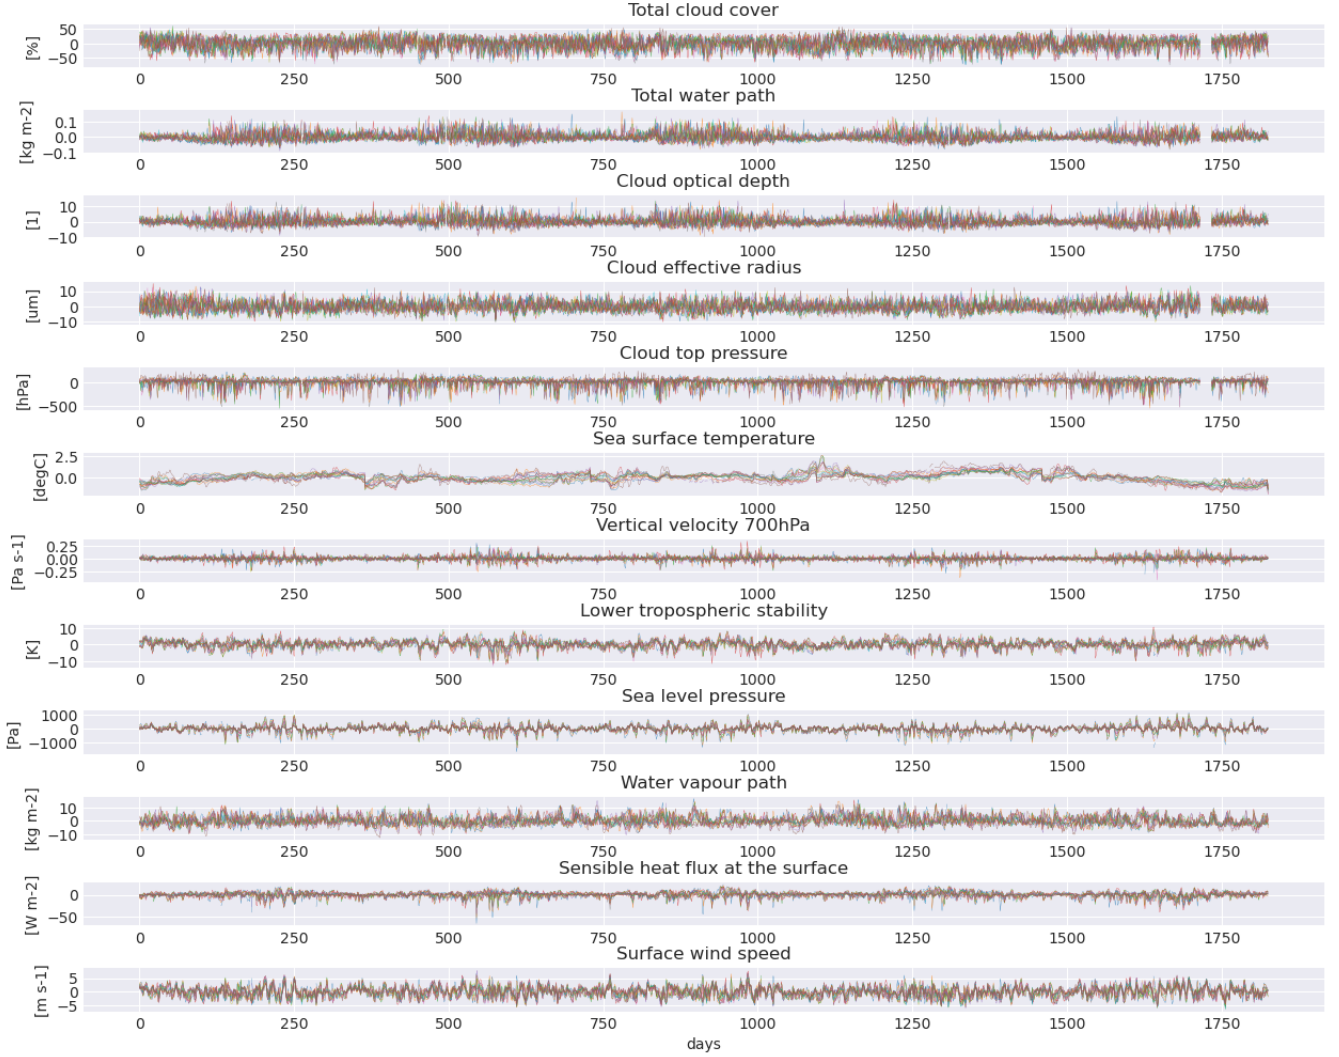 Total cloud cover
[%]
50
0
−50
0 250 500 750 1000 1250 1500 1750
Total water path
[kg m-2]
0.1
0.0
−0.1
0 250 500 750 1000 1250 1500 1750
Cloud optical depth
[1]
10
0
−10
0 250 500 750 1000 1250 1500 1750
Cloud effective radius
[um]
10
0
−10
0 250 500 750 1000 1250 1500 1750
Cloud top pressure
[hPa]
0
−500
0 250 500 750 1000 1250 1500 1750
Sea surface temperature
[degC]
2.5
0.0
0 250 500 750 1000 1250 1500 1750
Vertical velocity 700hPa
[Pa s-1]
0.25
0.00
−0.25
0 250 500 750 1000 1250 1500 1750
Lower tropospheric stability
[K]
10
0
−10
0 250 500 750 1000 1250 1500 1750
Sea level pressure
[Pa]
1000
0
−1000
0 250 500 750 1000 1250 1500 1750
Water vapour path
[kg m-2]
10
0
−10
0 250 500 750 1000 1250 1500 1750
Sensible heat flux at the surface
[W m-2]
0
−50
0 250 500 750 1000 1250 1500 1750
Surface wind speed
[m s-1]
5
0
−5
0 250 500 750 1000 1250 1500 1750
days